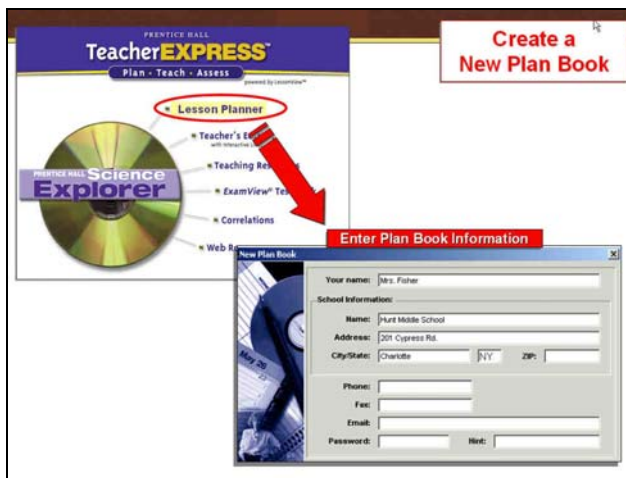 PRENTICE HALL
TeacherEXPRESS™
Plan · Teach · Assess
powered by LessonView™
Create a
New Plan Book
Lesson Planner
Teacher's E
with Interactive
Teaching Res s
ExamView® Tes
Correlations
Web R
PRENTICE HALL Science
Explorer
Enter Plan Book Information
New Plan Book
Your name: Mrs. Fisher
School Information:
Name: Hunt Middle School
Address: 201 Cypress Rd.
City/State: Charlotte NY ZIP:
Phone:
Fax:
Email:
Password: Hint:
May 26